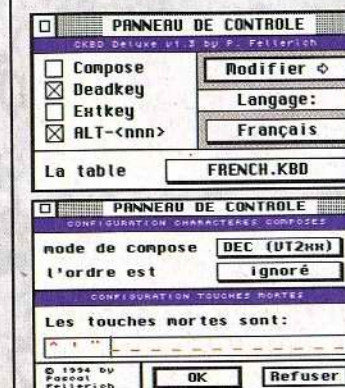 PANNEAU DE CONTROLE
CKBD Deluxe v1.3 by P. Fellerich
Compose
Deadkey
Extkey
ALT-<nnn>
Modifier
Langage:
Français
La table
FRENCH.KBD
PANNEAU DE CONTROLE
CONFIGURATION CHARACTERES COMPOSES
mode de compose
DEC (VT2xx)
l'ordre est
ignoré
CONFIGURATION TOUCHES MORTES
Les touches mortes sont:
^ ' " _ _ _ _ _ _ _ _ _ _ _ _ _
© 1994 by
Pascal
Fellerich
OK
Refuser